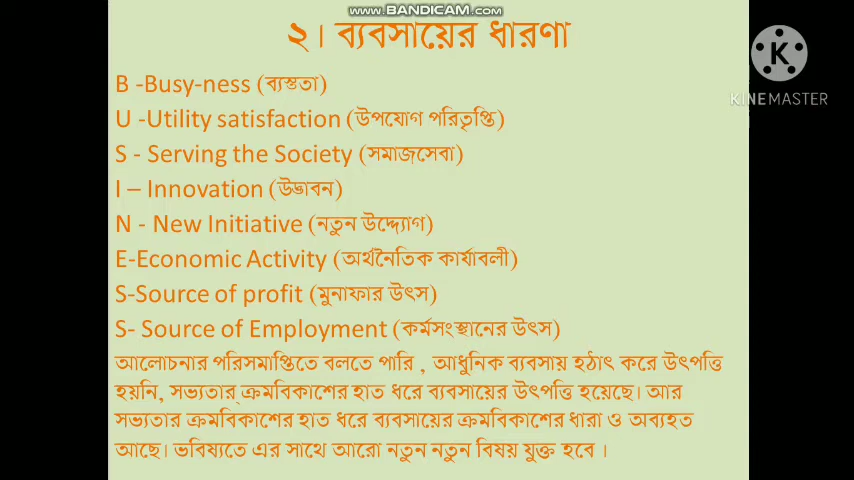 WWW.BANDICAM.COM
২। ব্যবসায়ের ধারণা
KINEMASTER
B -Busy-ness (ব্যস্ততা)
U -Utility satisfaction (উপযোগ পরিতৃপ্তি)
S - Serving the Society (সমাজসেবা)
I – Innovation (উদ্ভাবন)
N - New Initiative (নতুন উদ্দ্যোগ)
E-Economic Activity (অর্থনৈতিক কার্যাবলী)
S-Source of profit (মুনাফার উৎস)
S- Source of Employment (কর্মসংস্থানের উৎস)
আলোচনার পরিসমাপ্তিতে বলতে পারি , আধুনিক ব্যবসায় হঠাৎ করে উৎপত্তি
হয়নি, সভ্যতার ক্রমবিকাশের হাত ধরে ব্যবসায়ের উৎপত্তি হয়েছে। আর
সভ্যতার ক্রমবিকাশের হাত ধরে ব্যবসায়ের ক্রমবিকাশের ধারা ও অব্যহত
আছে। ভবিষ্যতে এর সাথে আরো নতুন নতুন বিষয় যুক্ত হবে ।